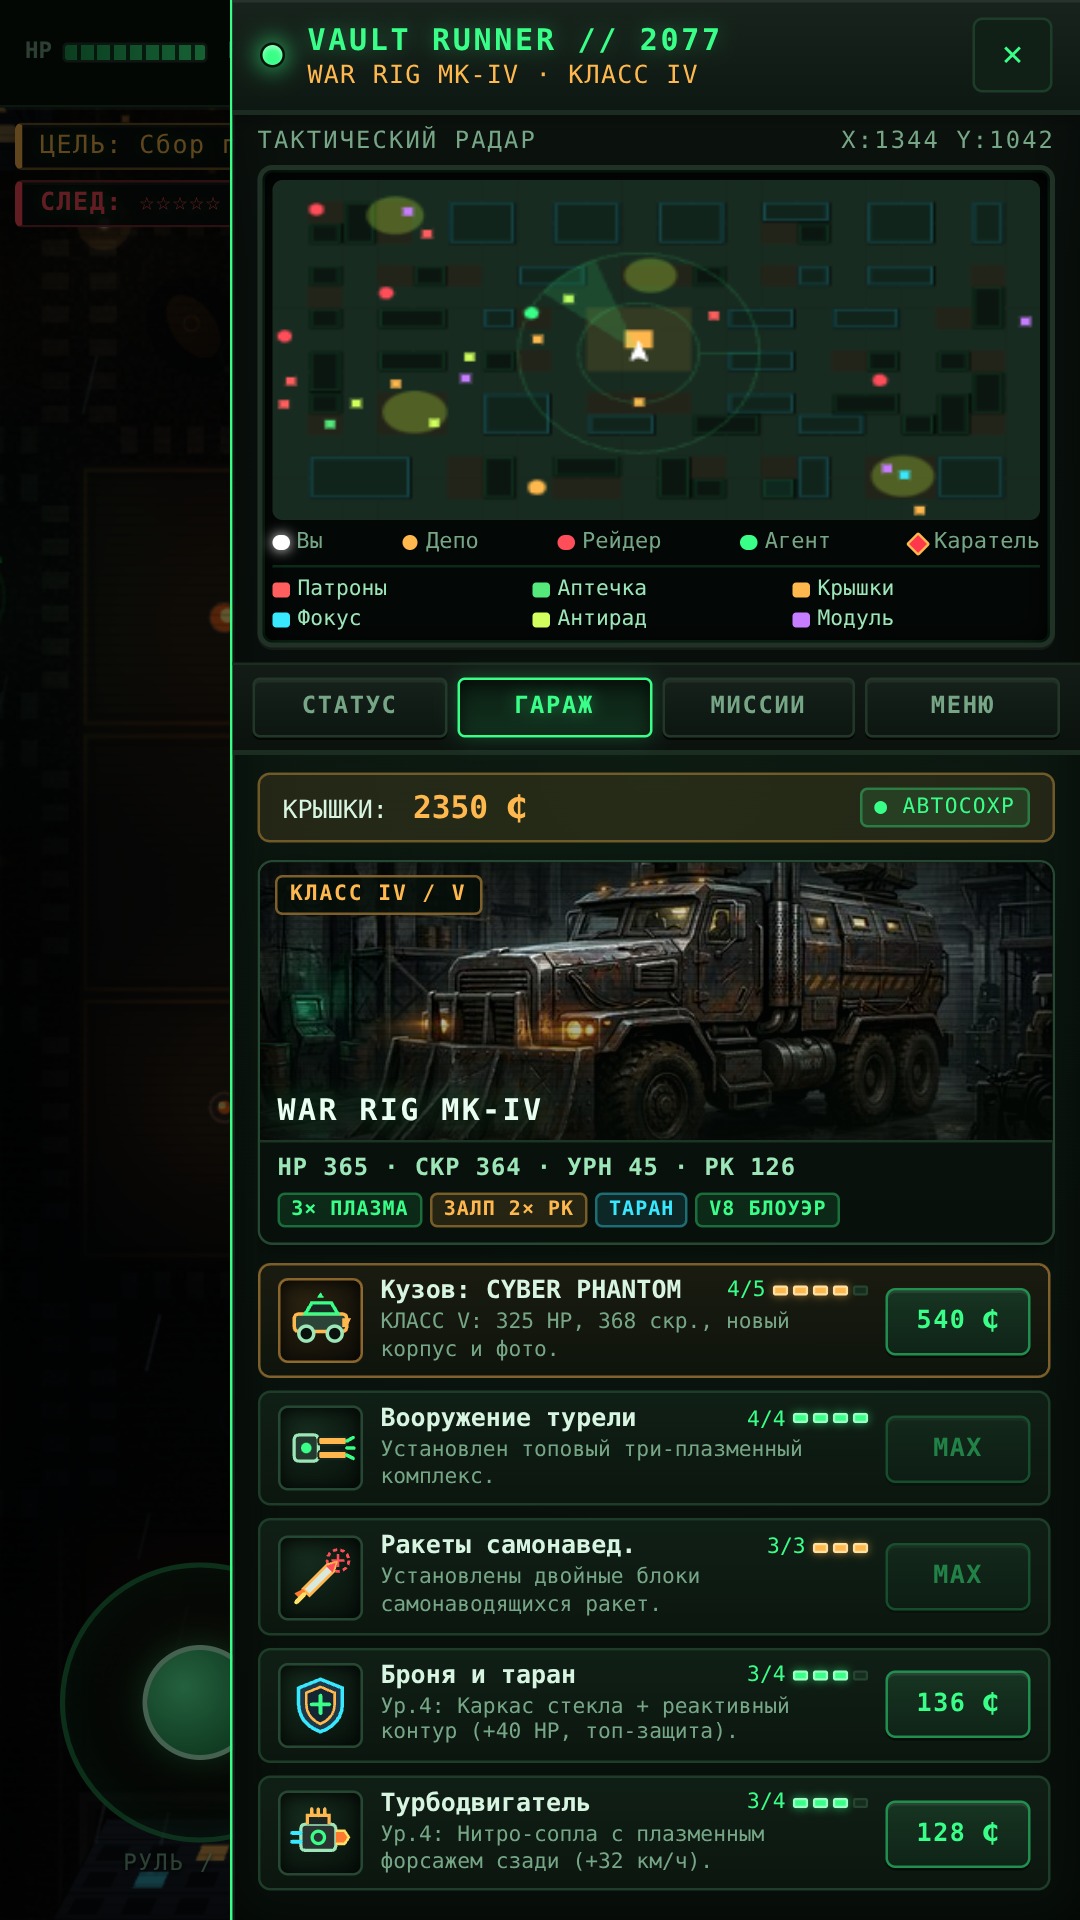 HP
VAULT RUNNER // 2077
WAR RIG MK-IV · КЛАСС IV
×
ЦЕЛЬ: Сбор
СЛЕД: ☆☆☆☆☆
ТАКТИЧЕСКИЙ РАДАР
X:1344 Y:1042
Вы
Депо
Рейдер
Агент
Каратель
Патроны
Аптечка
Крышки
Фокус
Антирад
Модуль
СТАТУС
ГАРАЖ
МИССИИ
МЕНЮ
КРЫШКИ: 2350 ₵
АВТОСОХР
КЛАСС IV / V
WAR RIG MK-IV
HP 365 · СКР 364 · УРН 45 · РК 126
3× ПЛАЗМА
ЗАЛП 2× РК
ТАРАН
V8 БЛОУЭР
Кузов: CYBER PHANTOM
4/5
КЛАСС V: 325 HP, 368 скр., новый
корпус и фото.
540 ₵
Вооружение турели
4/4
Установлен топовый три-плазменный
комплекс.
MAX
Ракеты самонавед.
3/3
Установлены двойные блоки
самонаводящихся ракет.
MAX
Броня и таран
3/4
Ур.4: Каркас стекла + реактивный
контур (+40 HP, топ-защита).
136 ₵
Турбодвигатель
3/4
Ур.4: Нитро-сопла с плазменным
форсажем сзади (+32 км/ч).
128 ₵
РУЛЬ /